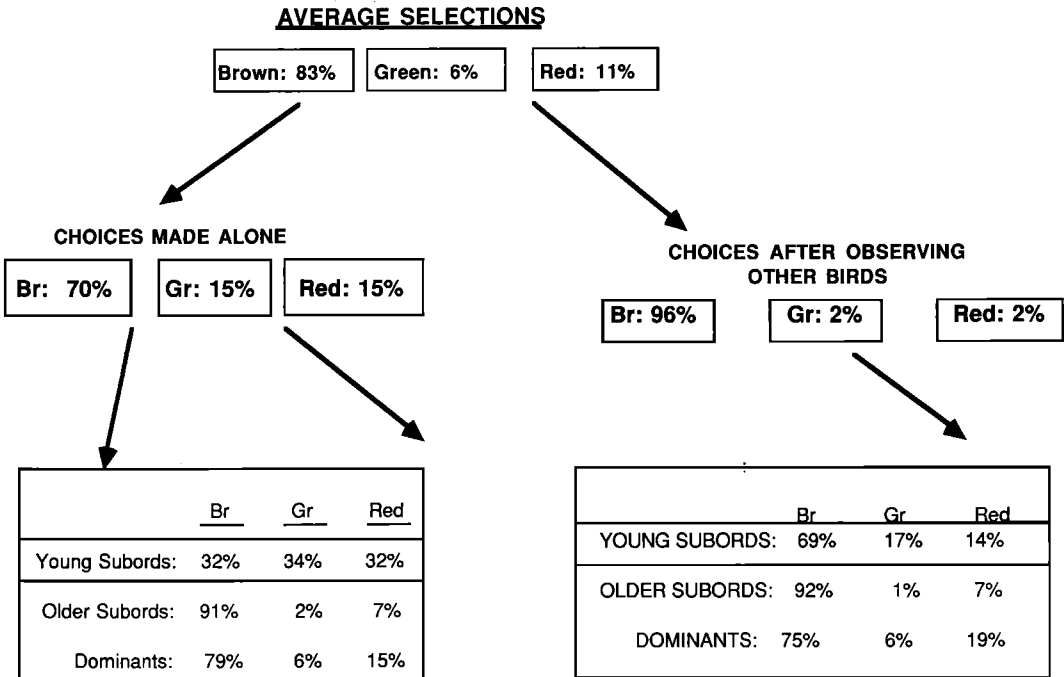 AVERAGE SELECTIONS
Brown: 83% Green: 6% Red: 11%
CHOICES MADE ALONE
Br: 70% Gr: 15% Red: 15%
CHOICES AFTER OBSERVING
OTHER BIRDS
Br: 96% Gr: 2% Red: 2%
Br Gr Red
Young Subords: 32% 34% 32%
Older Subords: 91% 2% 7%
Dominants: 79% 6% 15%
Br Gr Red
YOUNG SUBORDS: 69% 17% 14%
OLDER SUBORDS: 92% 1% 7%
DOMINANTS: 75% 6% 19%